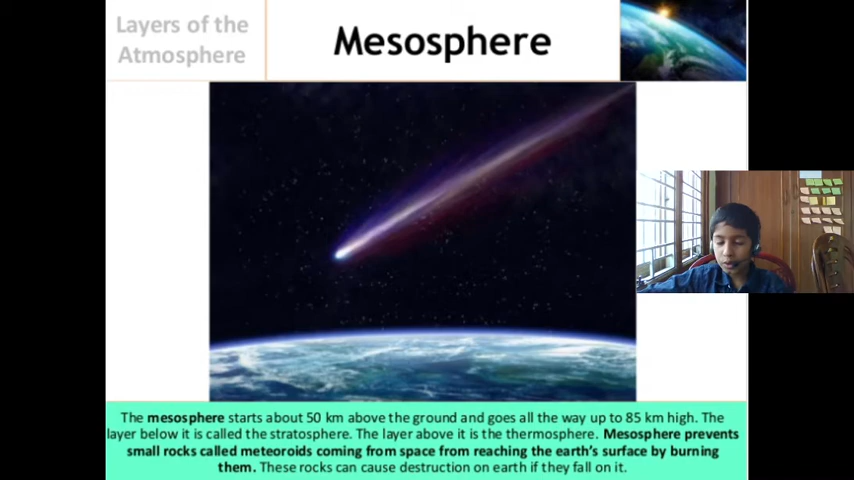 Layers of the
Atmosphere
Mesosphere
The mesosphere starts about 50 km above the ground and goes all the way up to 85 km high. The
layer below it is called the stratosphere. The layer above it is the thermosphere. Mesosphere prevents
small rocks called meteoroids coming from space from reaching the earth's surface by burning
them. These rocks can cause destruction on earth if they fall on it.